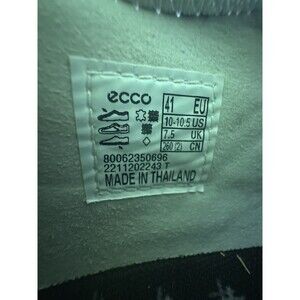 ecco
41 EU
10-10.5 US
7.5 UK
260 (2) CN
80062350696
2211202243 T
MADE IN THAILAND